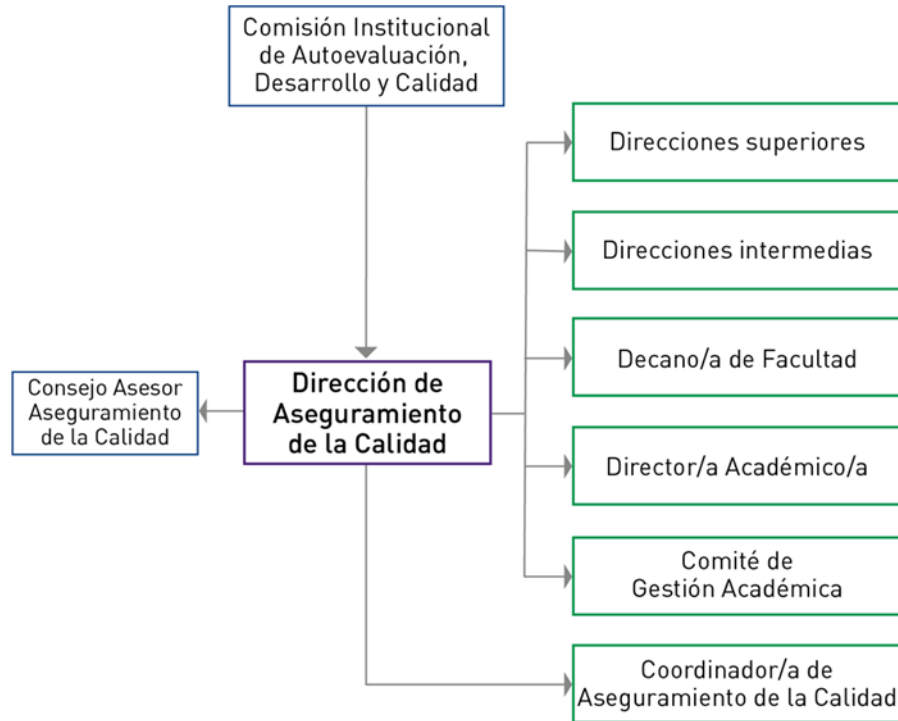 Comisión Institucional
de Autoevaluación,
Desarrollo y Calidad
Direcciones superiores
Direcciones intermedias
Decano/a de Facultad
Consejo Asesor
Aseguramiento
de la Calidad
Dirección de
Aseguramiento
de la Calidad
Director/a Académico/a
Comité de
Gestión Académica
Coordinador/a de
Aseguramiento de la Calidad